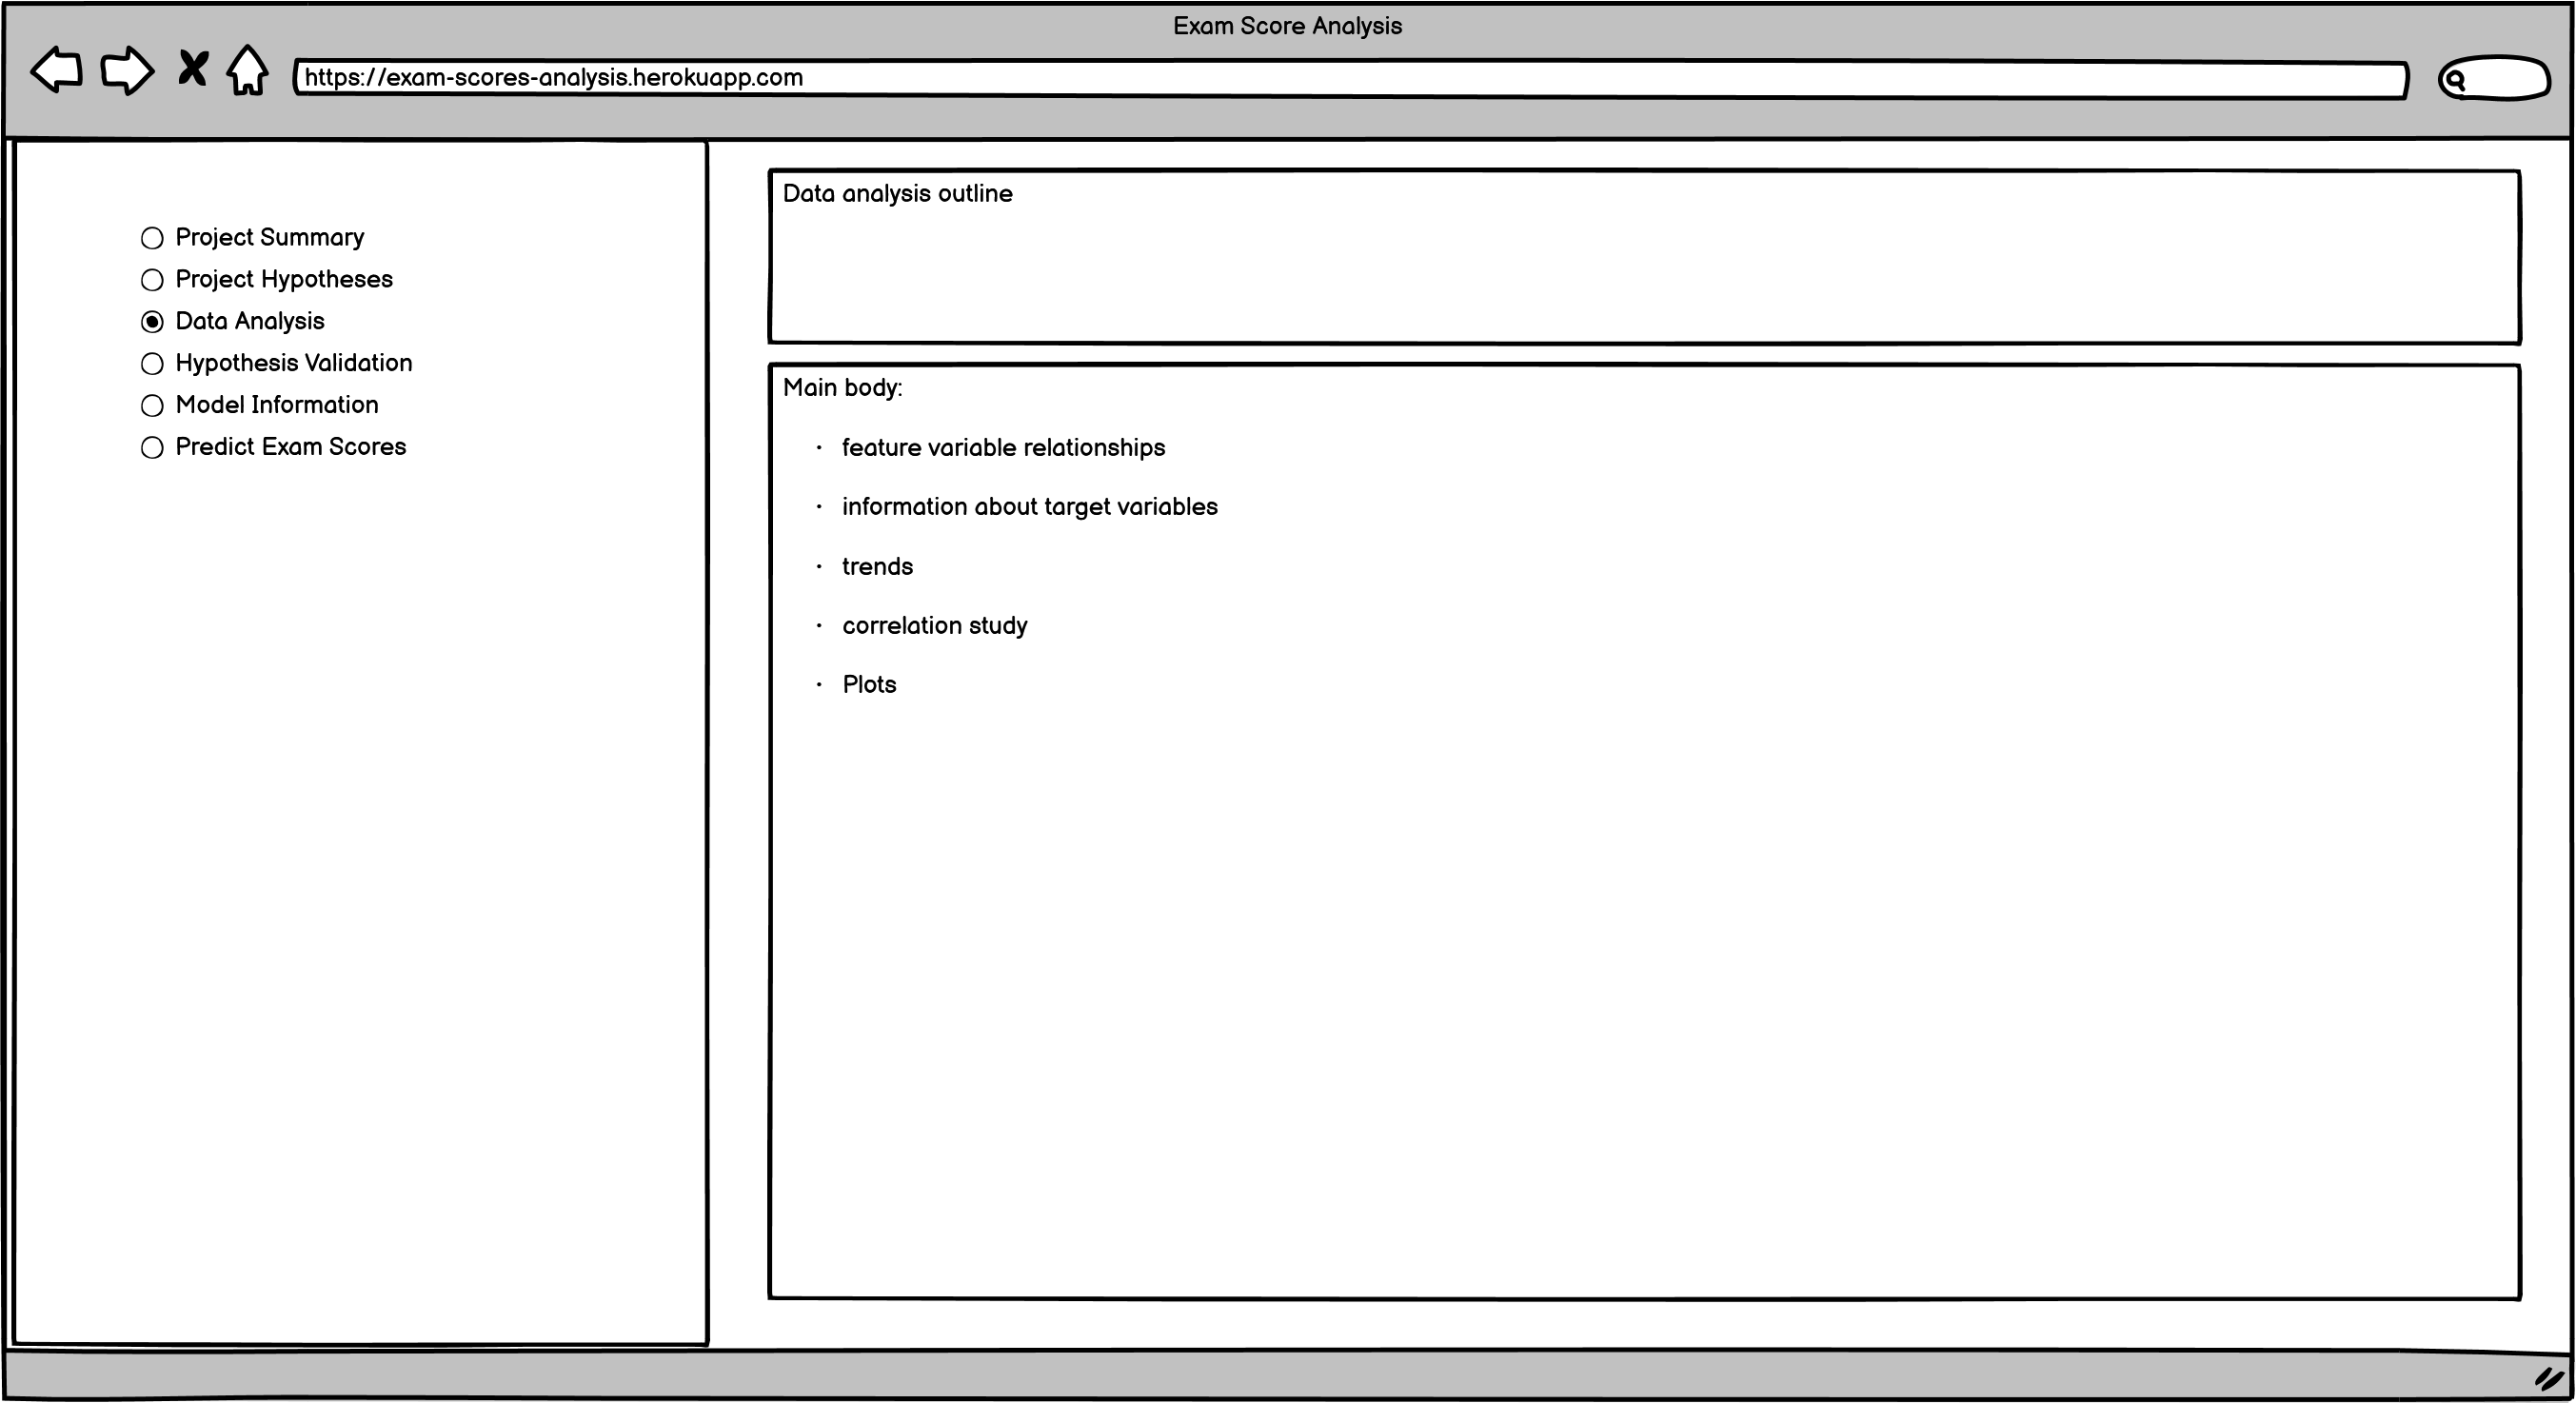 Exam Score Analysis
https://exam-scores-analysis.herokuapp.com
Project Summary
Project Hypotheses
Data Analysis
Hypothesis Validation
Model Information
Predict Exam Scores
Data analysis outline
Main body:
· feature variable relationships
· information about target variables
· trends
· correlation study
· Plots